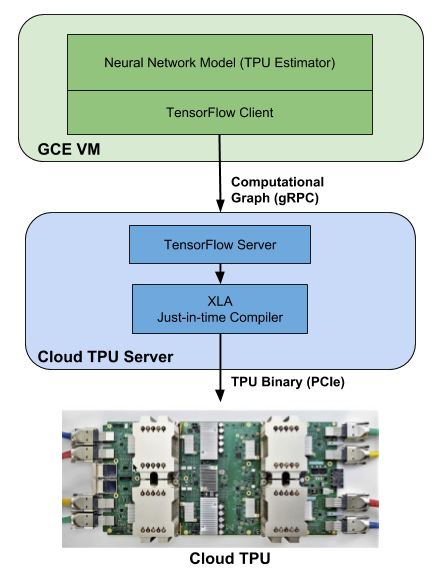 Neural Network Model (TPU Estimator)
TensorFlow Client
GCE VM
Computational
Graph (gRPC)
TensorFlow Server
XLA
Just-in-time Compiler
Cloud TPU Server
TPU Binary (PCIe)
Cloud TPU